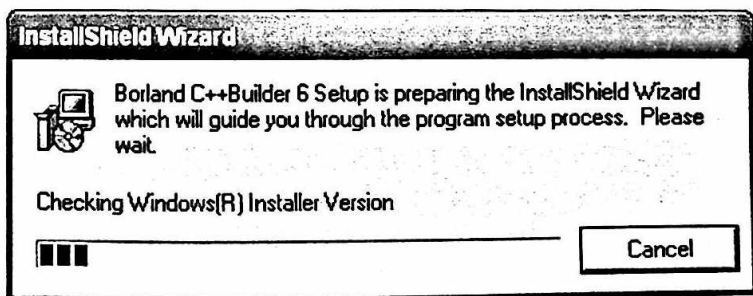 InstallShield Wizard
Borland C++Builder 6 Setup is preparing the InstallShield Wizard
which will guide you through the program setup process.  Please
wait.
Checking Windows(R) Installer Version
Cancel